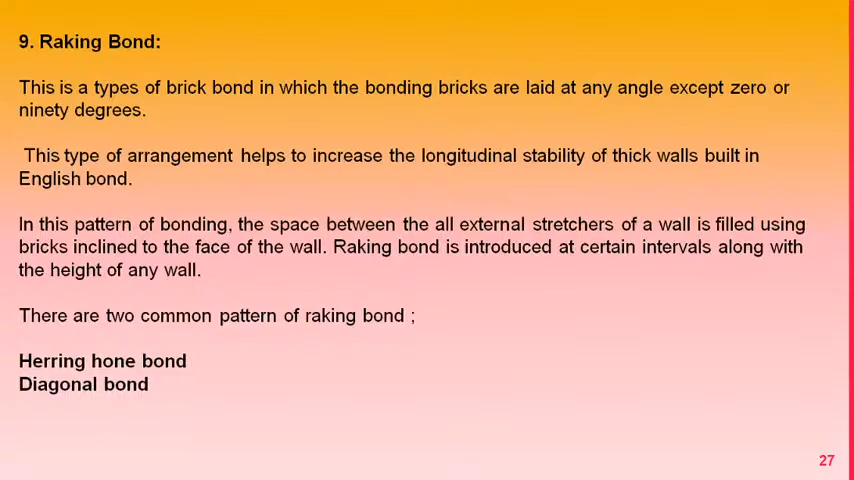 9. Raking Bond:
This is a types of brick bond in which the bonding bricks are laid at any angle except zero or
ninety degrees.
This type of arrangement helps to increase the longitudinal stability of thick walls built in
English bond.
In this pattern of bonding, the space between the all external stretchers of a wall is filled using
bricks inclined to the face of the wall. Raking bond is introduced at certain intervals along with
the height of any wall.
There are two common pattern of raking bond ;
Herring hone bond
Diagonal bond
27